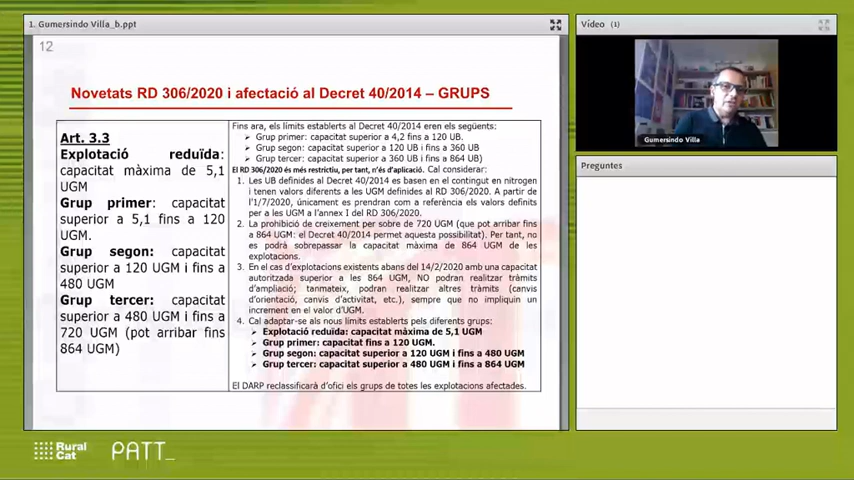 1. Gumersindo Villa_b.ppt
12
Novetats RD 306/2020 i afectació al Decret 40/2014 – GRUPS
Art. 3.3
Explotació reduïda:
capacitat màxima de 5,1
UGM
Grup primer: capacitat
superior a 5,1 fins a 120
UGM.
Grup segon: capacitat
superior a 120 UGM i fins a
480 UGM
Grup tercer: capacitat
superior a 480 UGM i fins a
720 UGM (pot arribar fins
864 UGM)
Fins ara, els límits establerts al Decret 40/2014 eren els següents:
➢ Grup primer: capacitat superior a 4,2 fins a 120 UB.
➢ Grup segon: capacitat superior a 120 UB i fins a 360 UB
➢ Grup tercer: capacitat superior a 360 UB i fins a 864 UB)
El RD 306/2020 és més restrictiu, per tant, n'és d'aplicació. Cal considerar:
1. Les UB definides al Decret 40/2014 es basen en el contingut en nitrogen
i tenen valors diferents a les UGM definides al RD 306/2020. A partir de
l'1/7/2020, únicament es prendran com a referència els valors definits
per a les UGM a l'annex I del RD 306/2020.
2. La prohibició de creixement per sobre de 720 UGM (que pot arribar fins
a 864 UGM: el Decret 40/2014 permet aquesta possibilitat). Per tant, no
es podrà sobrepassar la capacitat màxima de 864 UGM de les
explotacions.
3. En el cas d'explotacions existents abans del 14/2/2020 amb una capacitat
autoritzada superior a les 864 UGM, NO podran realitzar tràmits
d'ampliació; tanmateix, podran realitzar altres tràmits (canvis
d'orientació, canvis d'activitat, etc.), sempre que no impliquin un
increment en el valor d'UGM.
4. Cal adaptar-se als nous límits establerts pels diferents grups:
➢ Explotació reduïda: capacitat màxima de 5,1 UGM
➢ Grup primer: capacitat fins a 120 UGM.
➢ Grup segon: capacitat superior a 120 UGM i fins a 480 UGM
➢ Grup tercer: capacitat superior a 480 UGM i fins a 864 UGM
El DARP reclassificarà d'ofici els grups de totes les explotacions afectades.
Vídeo (1)
Gumersindo Villa
Preguntes
Rural
Cat
PATT_